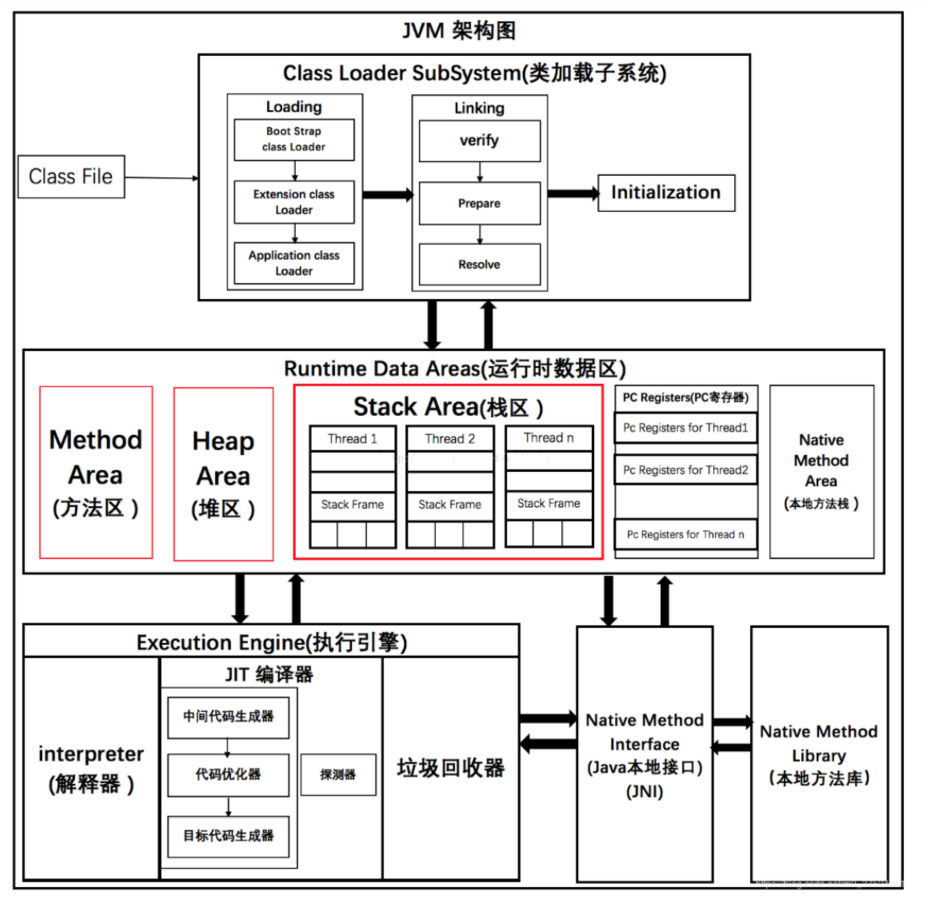 JVM 架构图
Class Loader SubSystem(类加载子系统)
Loading
Boot Strap
class Loader
Extension class
Loader
Application class
Loader
Linking
verify
Prepare
Resolve
Class File
Initialization
Runtime Data Areas(运行时数据区)
Method
Area
(方法区)
Heap
Area
(堆区)
Stack Area(栈区)
Thread 1
Stack Frame
Thread 2
Stack Frame
Thread n
Stack Frame
PC Registers(PC寄存器)
Pc Registers for Thread1
Pc Registers for Thread2
Pc Registers for Thread n
Native
Method
Area
(本地方法栈)
Execution Engine(执行引擎)
interpreter
(解释器)
JIT 编译器
中间代码生成器
代码优化器
目标代码生成器
探测器
垃圾回收器
Native Method
Interface
(Java本地接口)
(JNI)
Native Method
Library
(本地方法库)